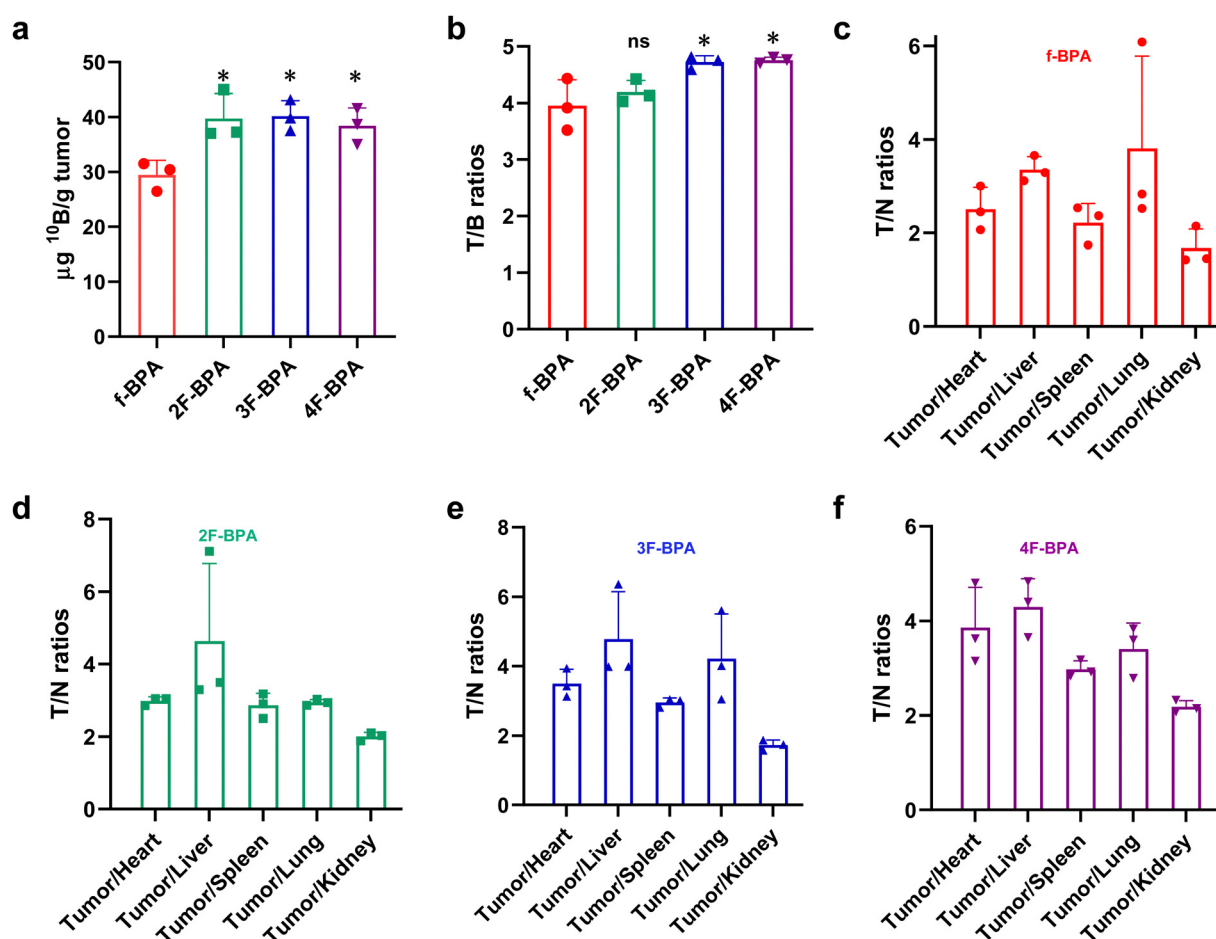 a
μg ¹⁰B/g tumor
50
40
30
20
10
0
*
*
*
f-BPA
2F-BPA
3F-BPA
4F-BPA
b
T/B ratios
5
4
3
2
1
0
ns
*
*
f-BPA
2F-BPA
3F-BPA
4F-BPA
c
f-BPA
T/N ratios
6
4
2
0
Tumor/Heart
Tumor/Liver
Tumor/Spleen
Tumor/Lung
Tumor/Kidney
d
2F-BPA
T/N ratios
8
6
4
2
0
Tumor/Heart
Tumor/Liver
Tumor/Spleen
Tumor/Lung
Tumor/Kidney
e
3F-BPA
T/N ratios
8
6
4
2
0
Tumor/Heart
Tumor/Liver
Tumor/Spleen
Tumor/Lung
Tumor/Kidney
f
4F-BPA
T/N ratios
6
4
2
0
Tumor/Heart
Tumor/Liver
Tumor/Spleen
Tumor/Lung
Tumor/Kidney